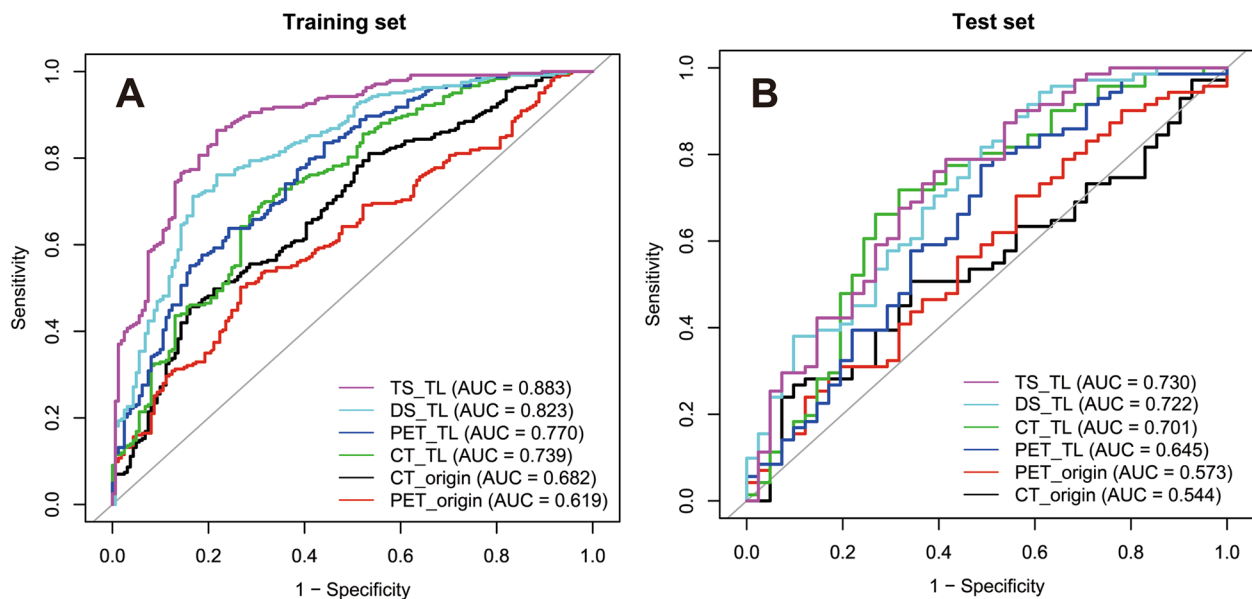 Training set
A
Sensitivity
1.0
0.8
0.6
0.4
0.2
0.0
TS_TL (AUC = 0.883)
DS_TL (AUC = 0.823)
PET_TL (AUC = 0.770)
CT_TL (AUC = 0.739)
CT_origin (AUC = 0.682)
PET_origin (AUC = 0.619)
0.0 0.2 0.4 0.6 0.8 1.0
1 − Specificity
Test set
B
Sensitivity
1.0
0.8
0.6
0.4
0.2
0.0
TS_TL (AUC = 0.730)
DS_TL (AUC = 0.722)
CT_TL (AUC = 0.701)
PET_TL (AUC = 0.645)
PET_origin (AUC = 0.573)
CT_origin (AUC = 0.544)
0.0 0.2 0.4 0.6 0.8 1.0
1 − Specificity